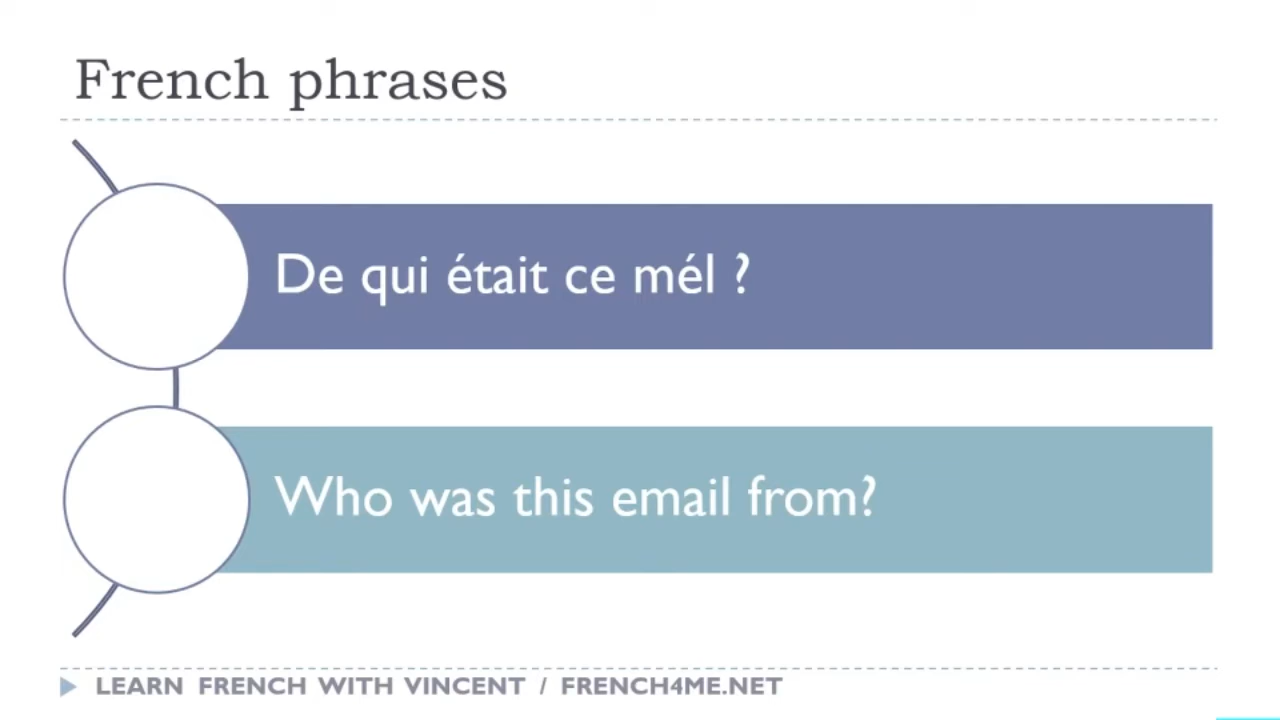 French phrases
De qui était ce mél ?
Who was this email from?
LEARN FRENCH WITH VINCENT / FRENCH4ME.NET